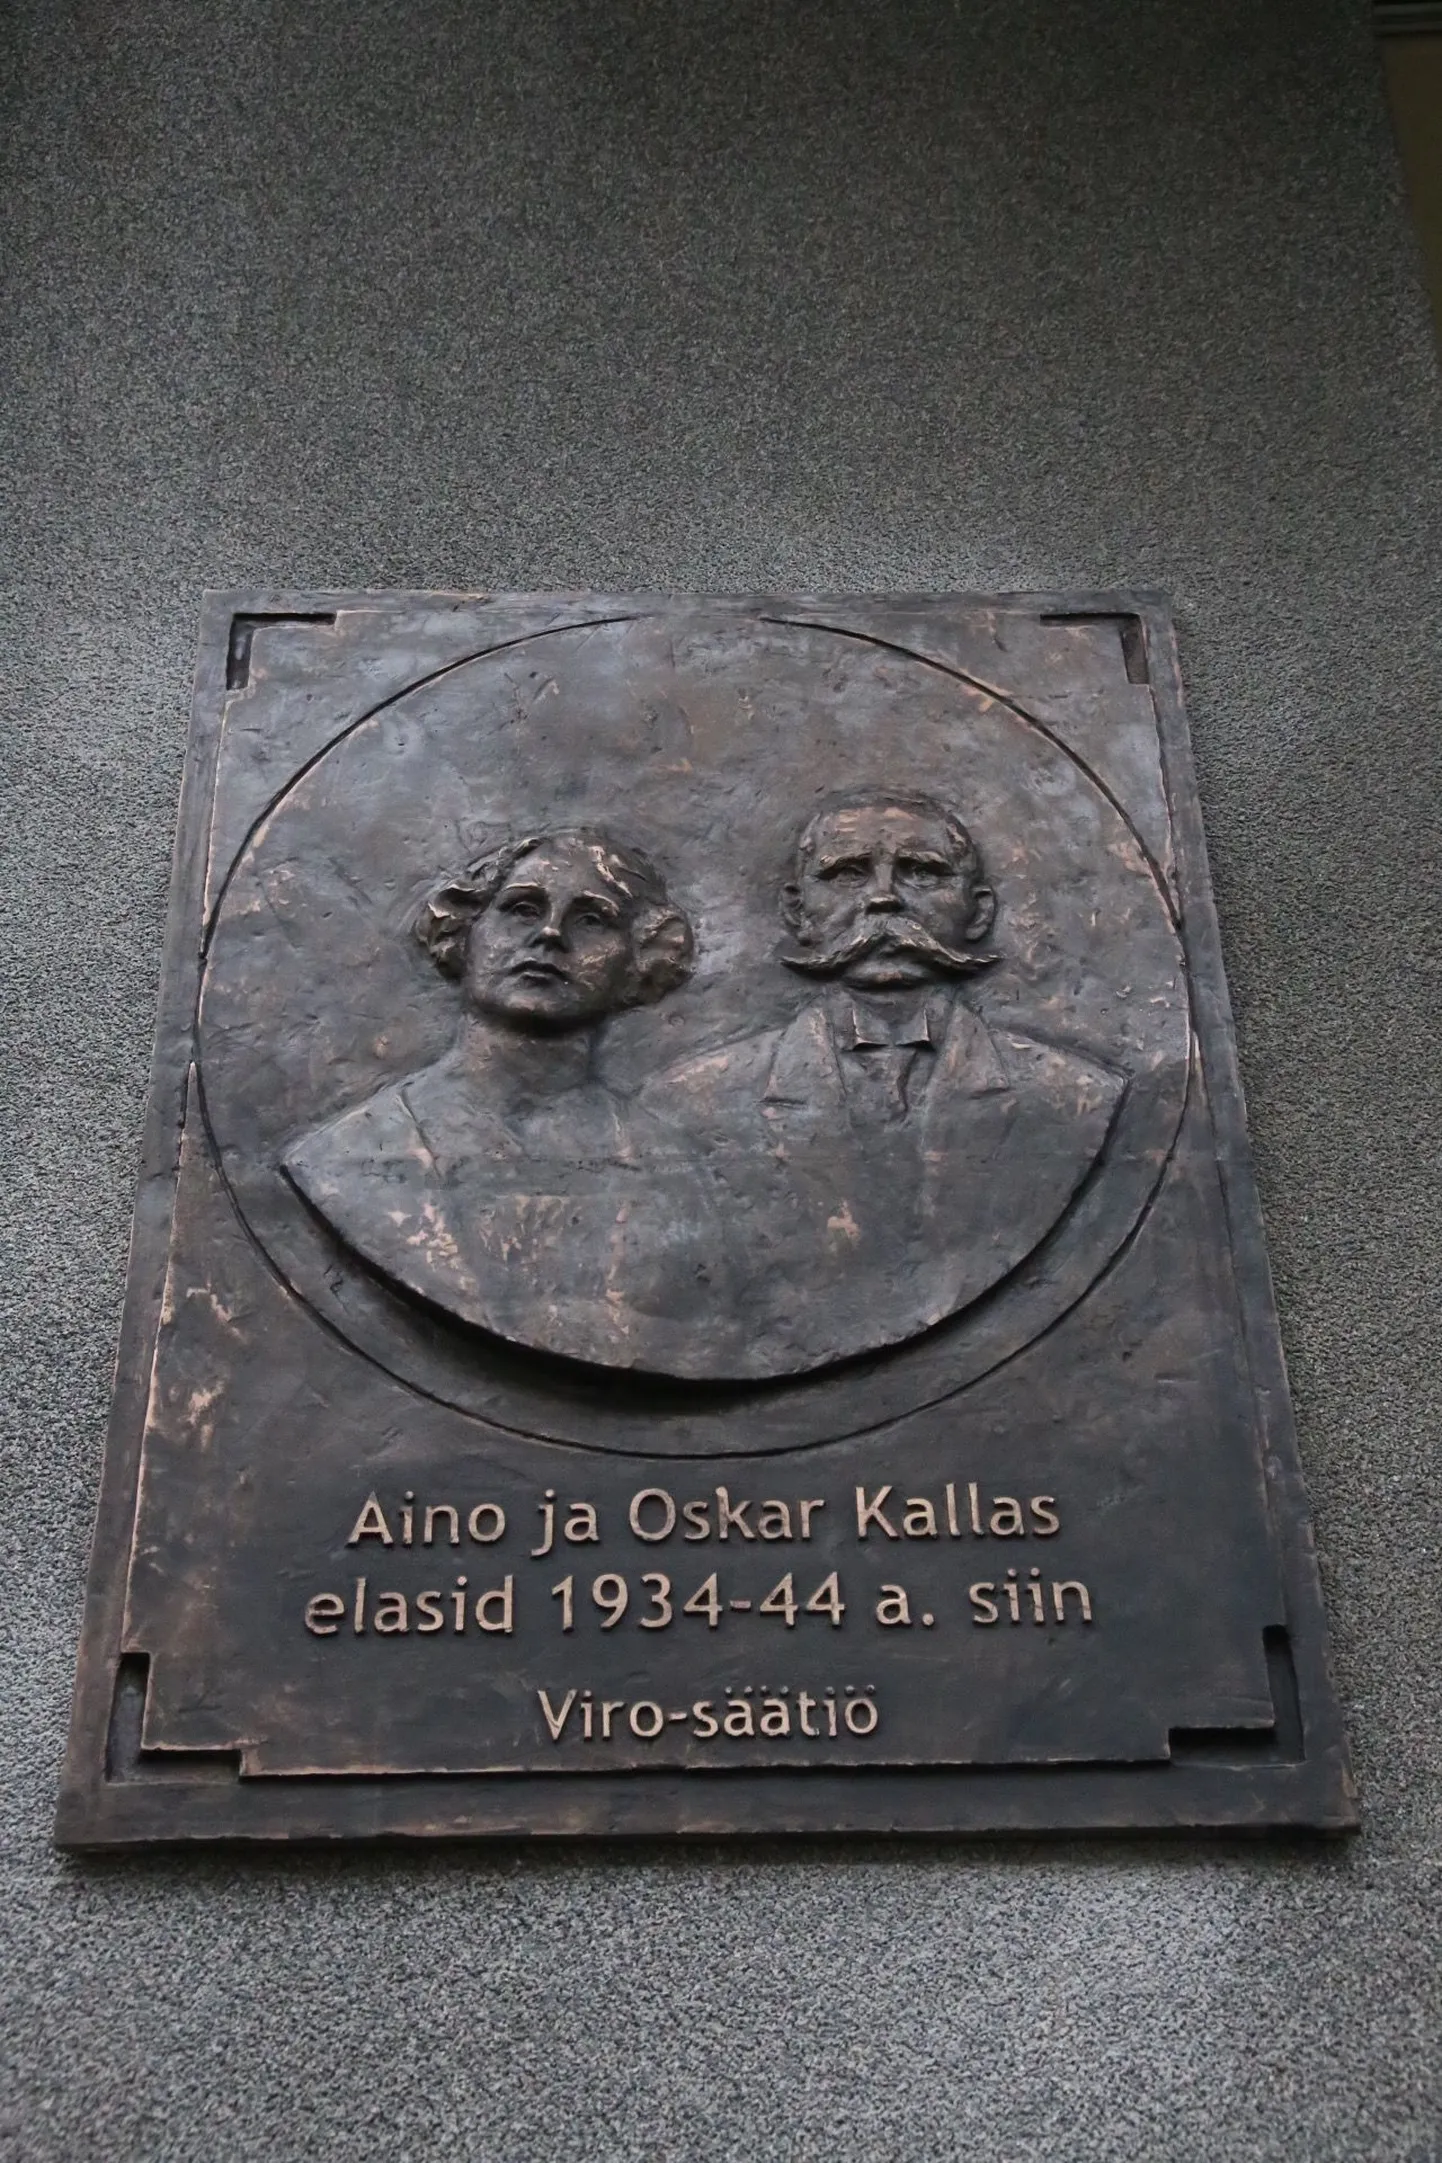 Aino ja Oskar Kallas
elasid 1934-44 a. siin
Viro-säätiö